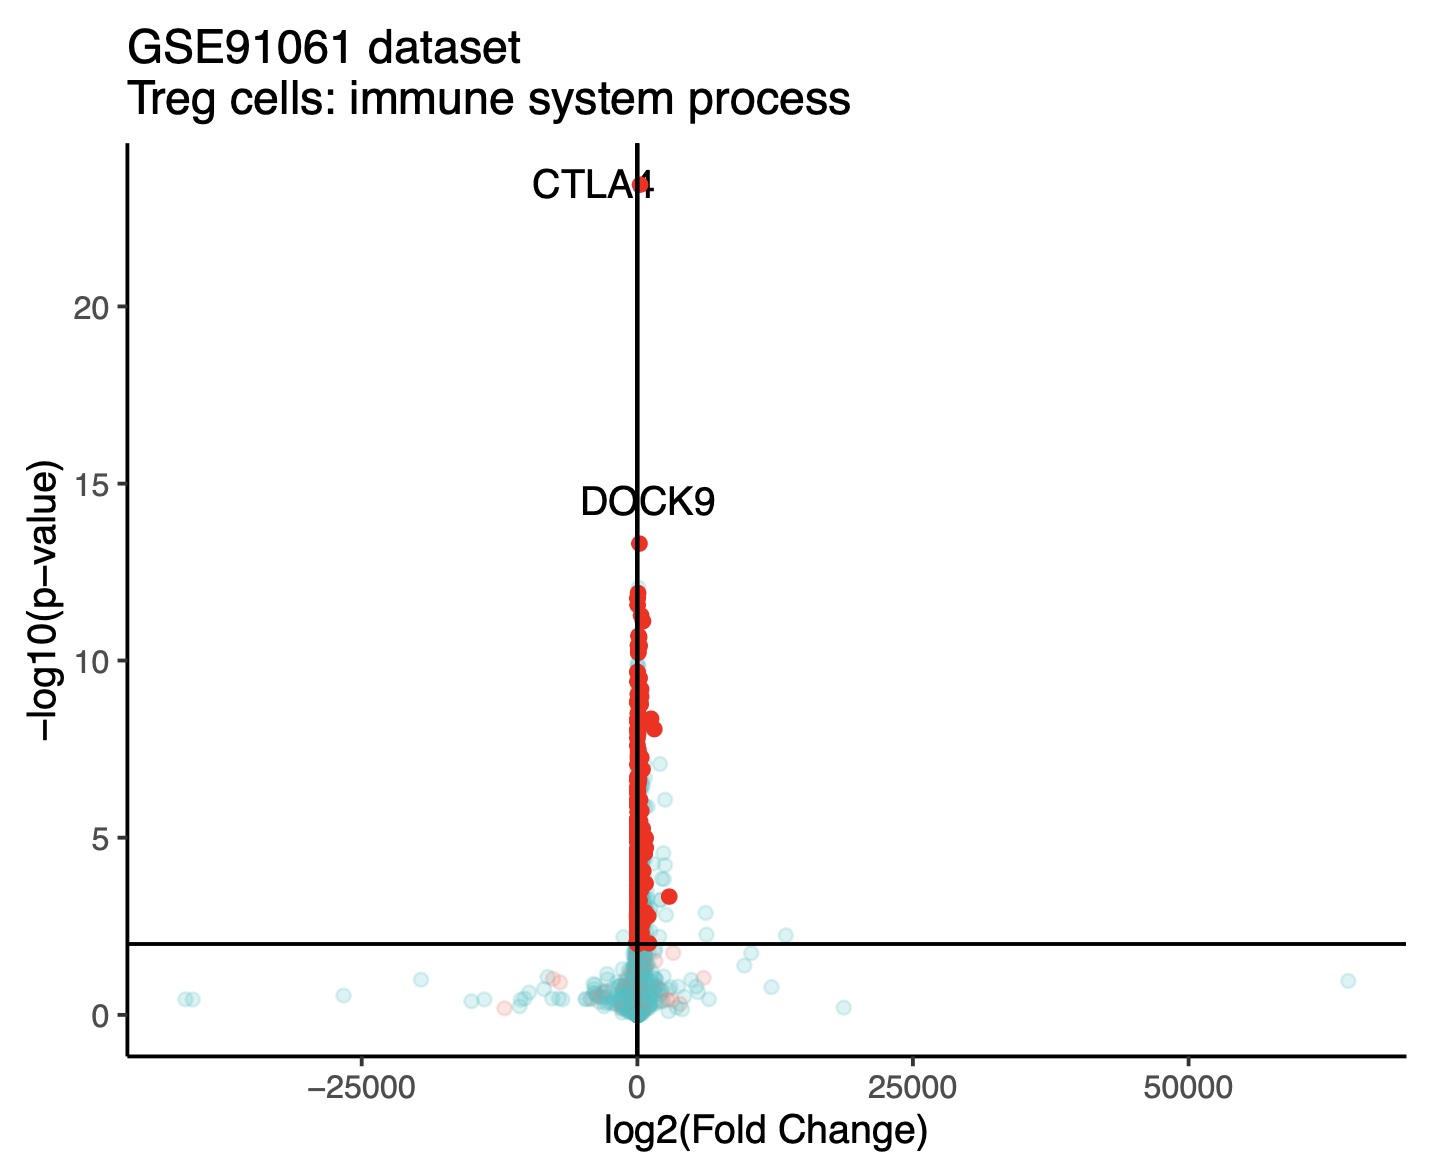 GSE91061 dataset
Treg cells: immune system process
CTLA4
20
DOCK9
15
10
5
0
−log10(p−value)
−25000
0
25000
50000
log2(Fold Change)